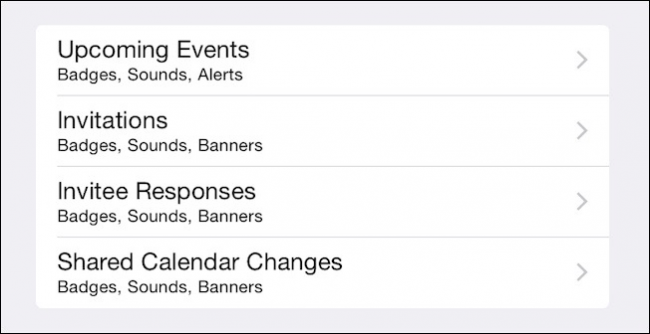 Upcoming Events
Badges, Sounds, Alerts
Invitations
Badges, Sounds, Banners
Invitee Responses
Badges, Sounds, Banners
Shared Calendar Changes
Badges, Sounds, Banners